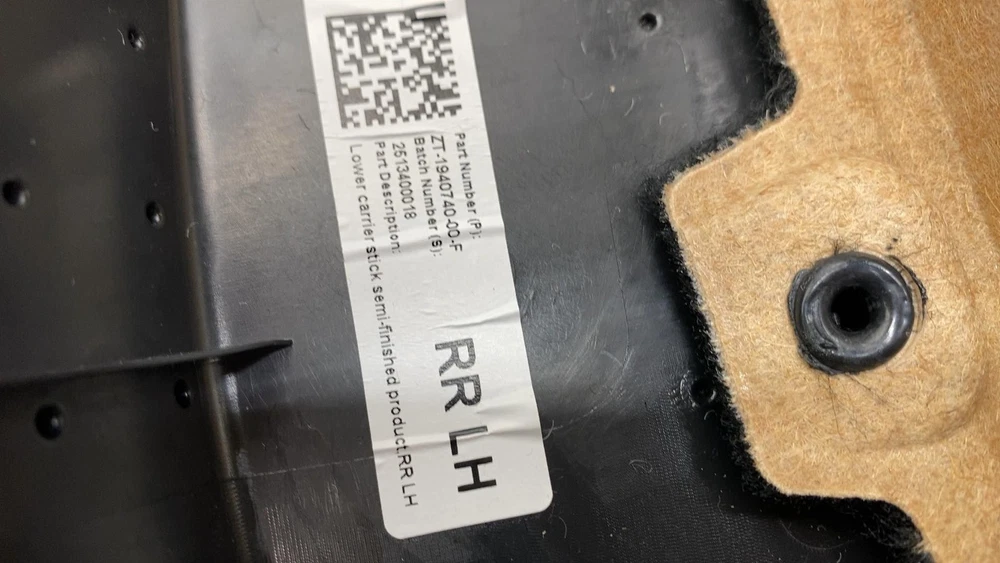 Part Number (P):
ZT-1940740-00-F
Batch Number (S):
2513400018
Part Description:
Lower carrier stick semi-finished product.RR LH
RR LH